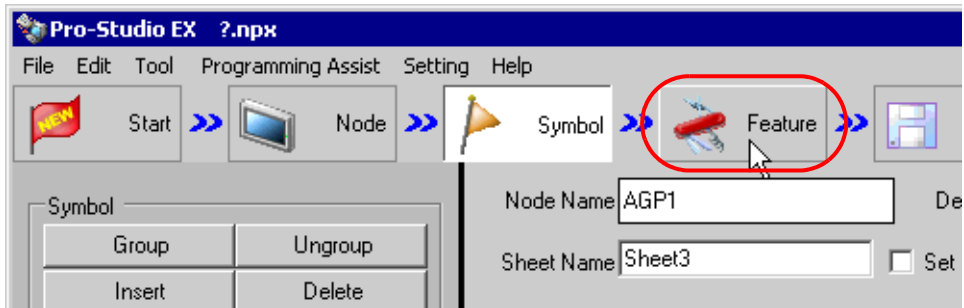 Pro-Studio EX ?.npx
File Edit Tool Programming Assist Setting Help
NEW Start Node Symbol Feature
Symbol
Group Ungroup
Insert Delete
Node Name AGP1 De
Sheet Name Sheet3 Set